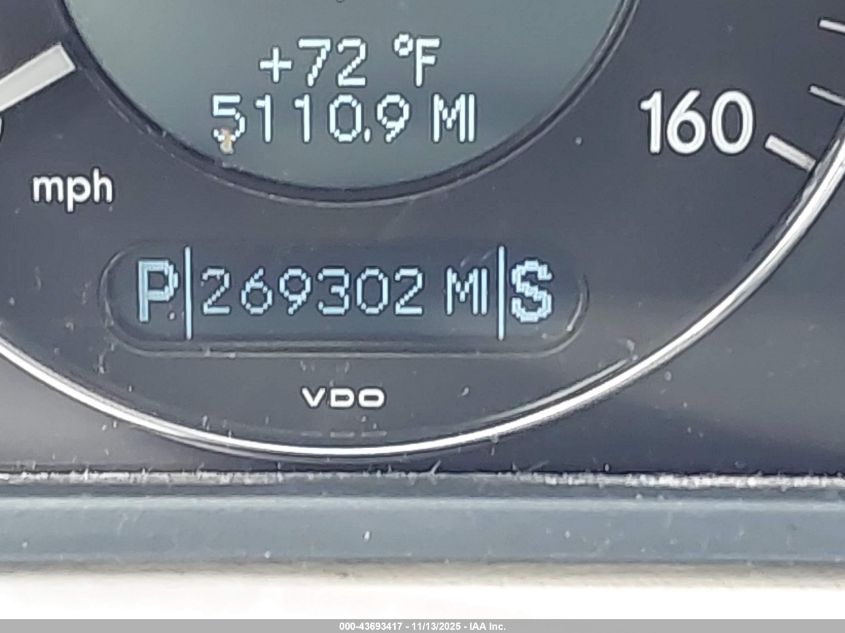 +72 °F
5110.9 MI
160
mph
P 269302 MI S
VDO
000-43693417 - 11/13/2025 - IAA Inc.